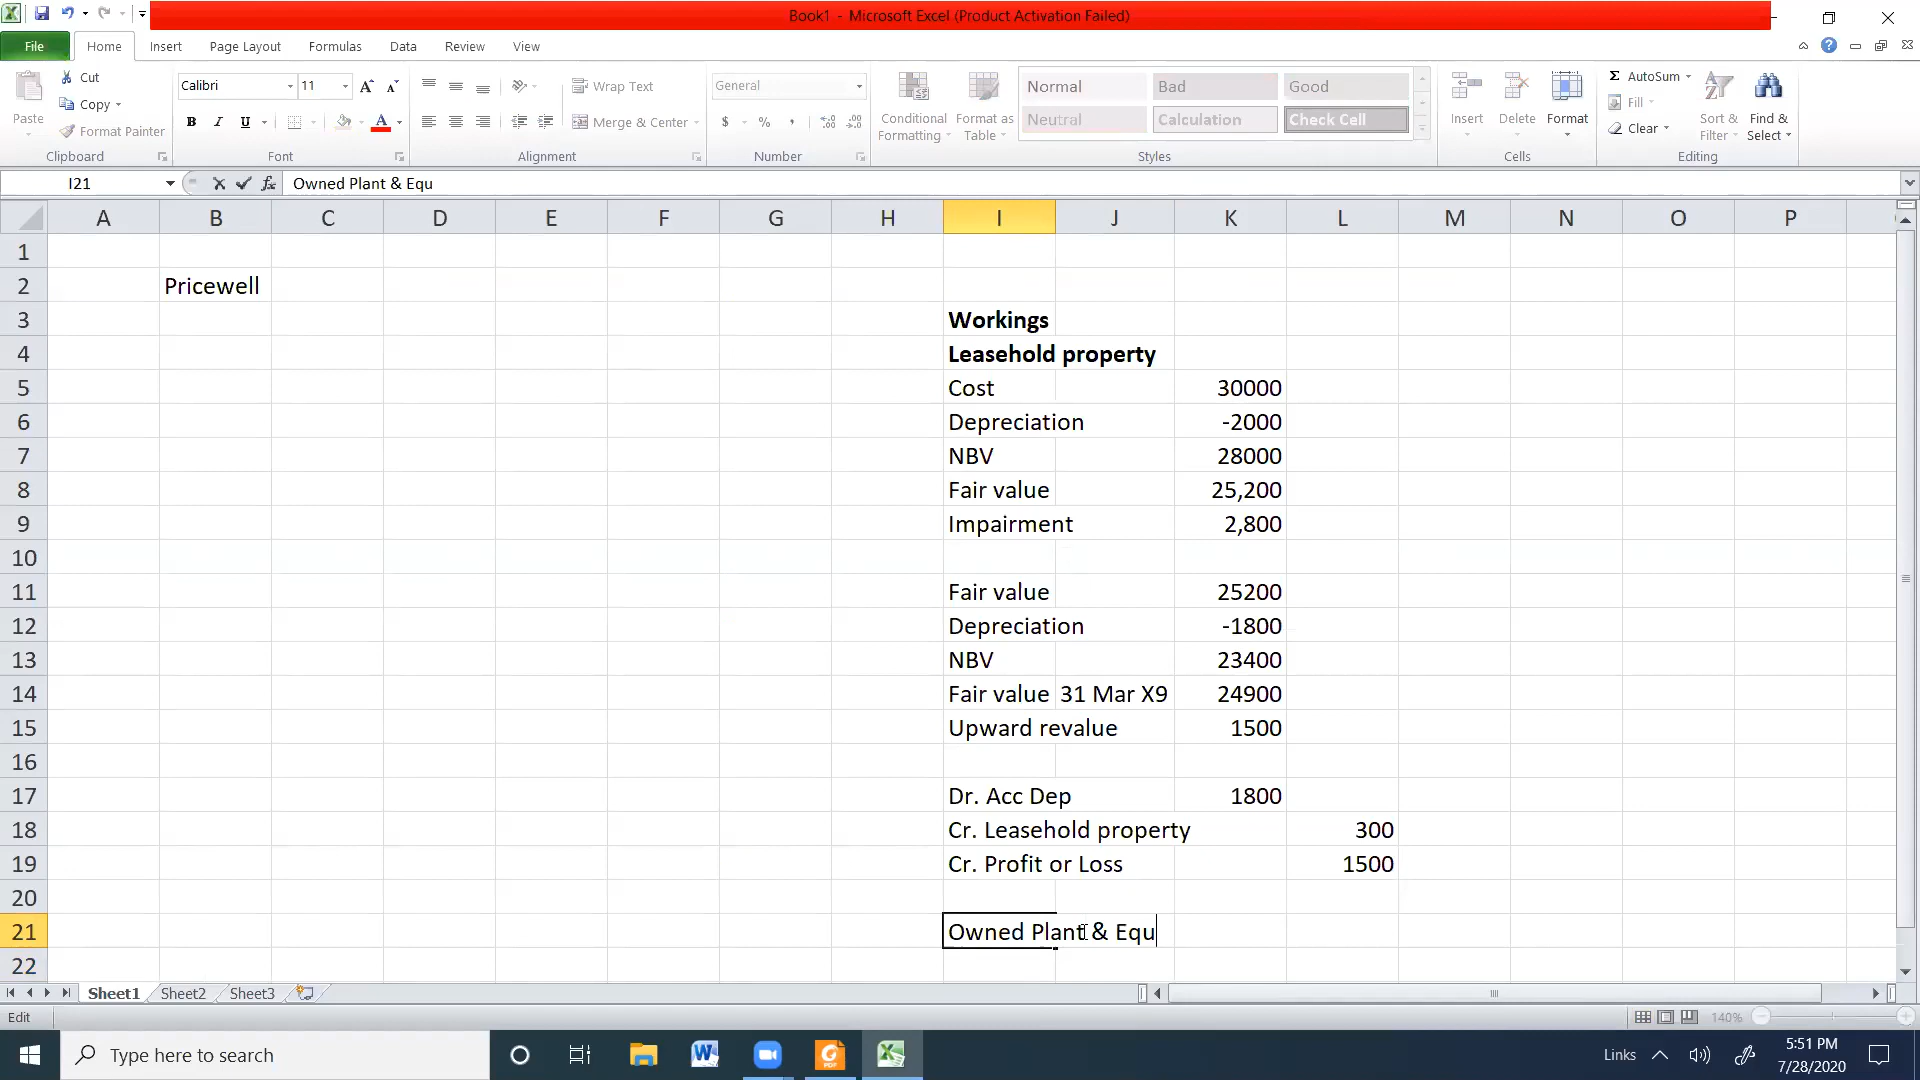 Book1 - Microsoft Excel (Product Activation Failed)
File Home Insert Page Layout Formulas Data Review View
Cut
Copy
Format Painter
Paste
Clipboard
Calibri 11
B I U
Font
Wrap Text
Merge & Center
Alignment
General
$ % ,
Number
Conditional Formatting
Format as Table
Normal Bad Good
Neutral Calculation Check Cell
Styles
Insert Delete Format
Cells
AutoSum
Fill
Clear
Sort & Filter
Find & Select
Editing
I21 fx Owned Plant & Equ
A B C D E F G H I J K L M N O P
1
2 Pricewell
3 Workings
4 Leasehold property
5 Cost 30000
6 Depreciation -2000
7 NBV 28000
8 Fair value 25,200
9 Impairment 2,800
10
11 Fair value 25200
12 Depreciation -1800
13 NBV 23400
14 Fair value 31 Mar X9 24900
15 Upward revalue 1500
16
17 Dr. Acc Dep 1800
18 Cr. Leasehold property 300
19 Cr. Profit or Loss 1500
20
21 Owned Plant & Equ
22
Sheet1 Sheet2 Sheet3
Edit 140%
Type here to search
Links
5:51 PM
7/28/2020